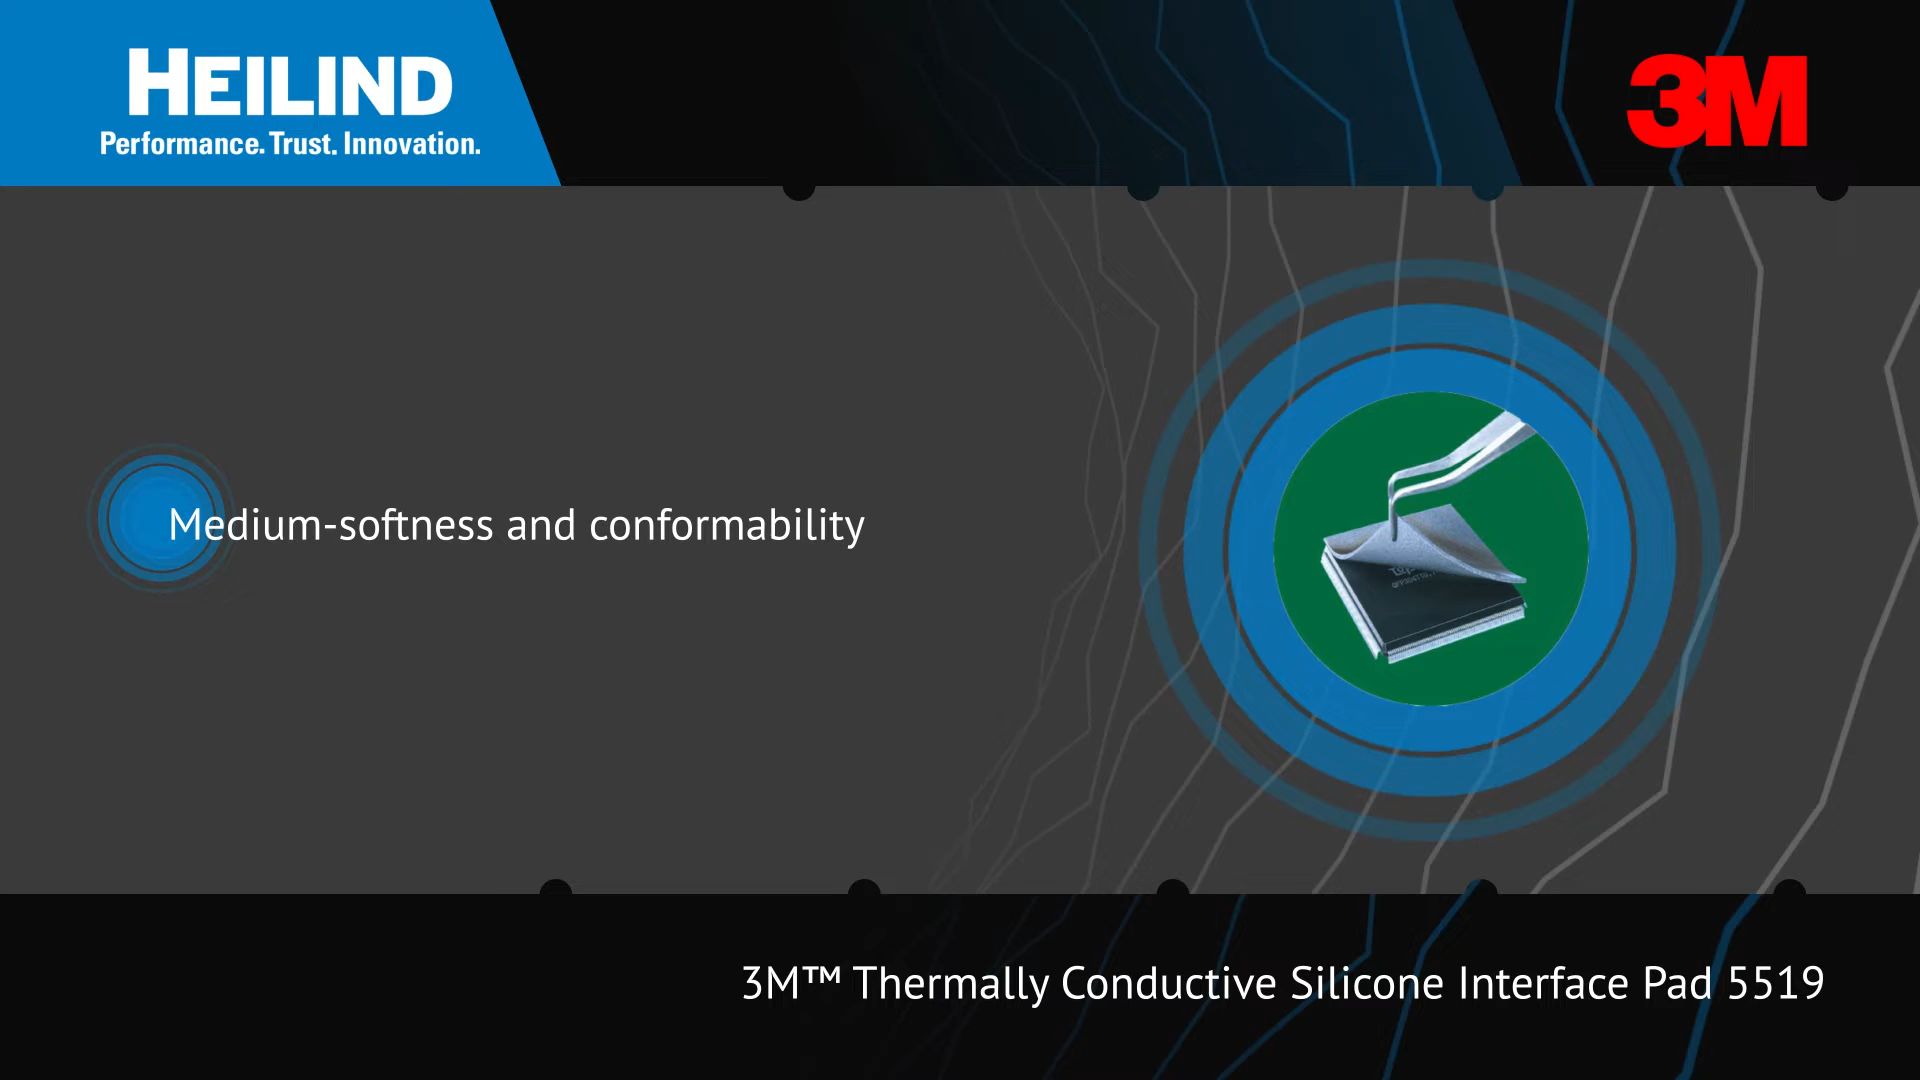 HEILIND
Performance. Trust. Innovation.
3M
Medium-softness and conformability
3M™ Thermally Conductive Silicone Interface Pad 5519